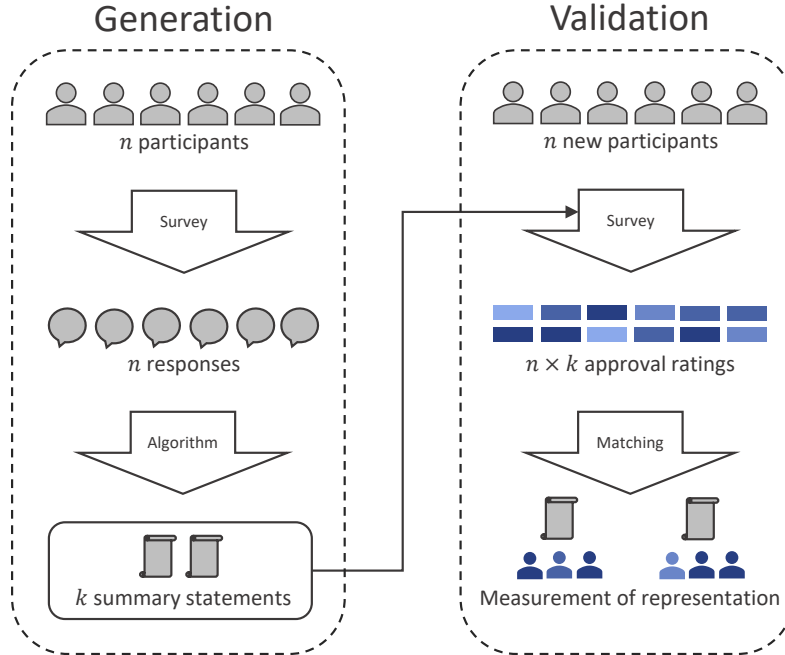 Generation
n participants
Survey
n responses
Algorithm
k summary statements
Validation
n new participants
Survey
n × k approval ratings
Matching
Measurement of representation